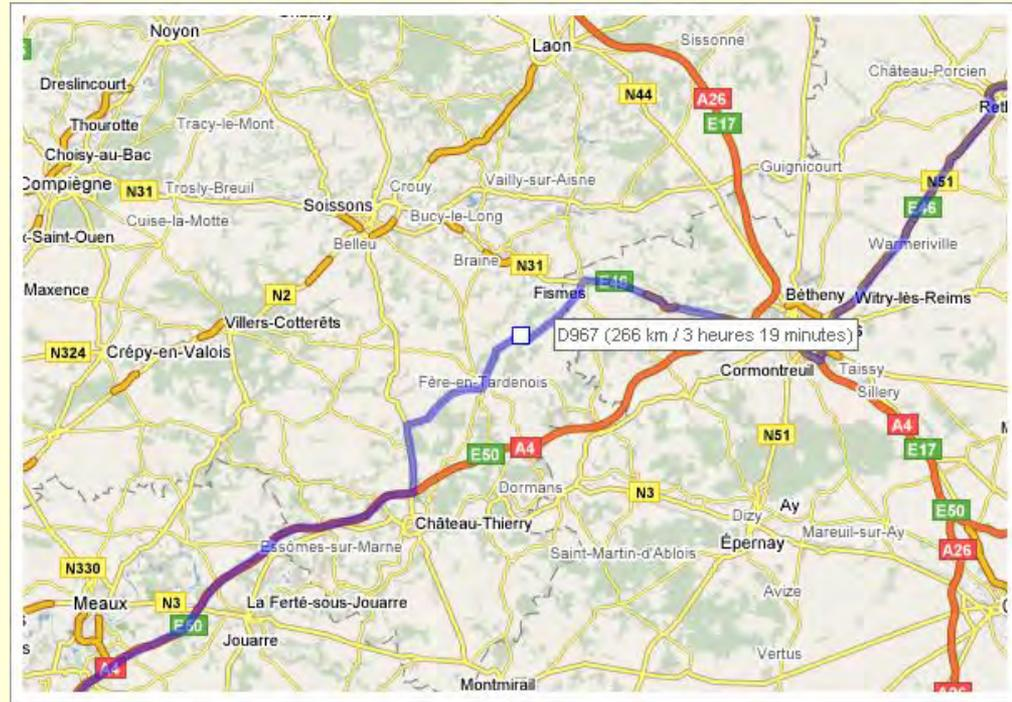 Noyon
Laon
Sissonne
Dreslincourt
Château-Porcien
N44
A26
E17
Thourotte
Tracy-le-Mont
Choisy-au-Bac
Guignicourt
Compiègne
N31
Trosly-Breuil
Crouy
Vailly-sur-Aisne
N51
Soissons
Bucy-le-Long
E46
Cuise-la-Motte
x-Saint-Ouen
Belleu
Warmeriville
Braine
N31
Maxence
N2
Fismes
E46
Bétheny
Witry-lès-Reims
Villers-Cotterêts
D967 (266 km / 3 heures 19 minutes)
s
N324
Crépy-en-Valois
Fère-en-Tardenois
Cormontreuil
Taissy
Sillery
A4
N51
E50
A4
E17
Dormans
N3
Ay
Dizy
E50
Château-Thierry
Mareuil-sur-Ay
Essômes-sur-Marne
Saint-Martin-d'Ablois
Épernay
A26
N330
Avize
Meaux
N3
La Ferté-sous-Jouarre
E50
Jouarre
Vertus
A4
Montmirail
A26